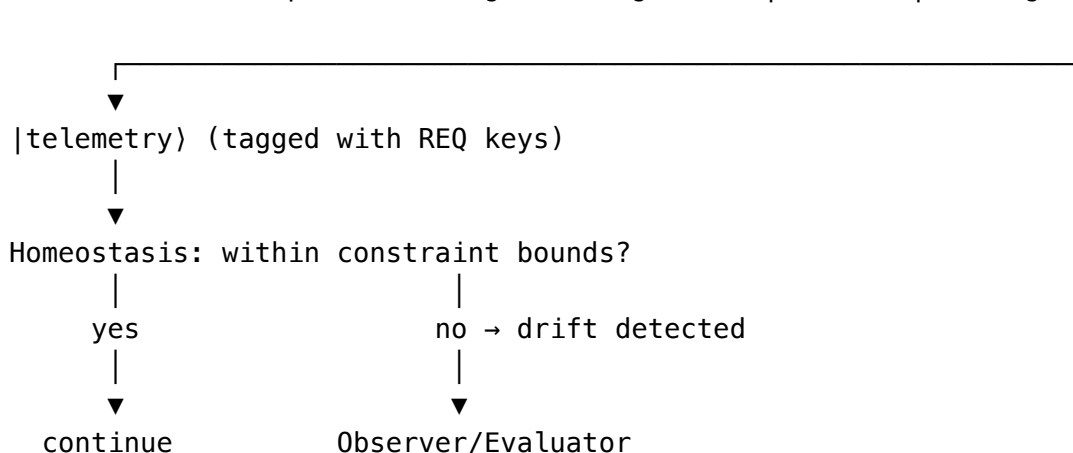 |telemetry⟩ (tagged with REQ keys)
Homeostasis: within constraint bounds?
yes no → drift detected
continue Observer/Evaluator